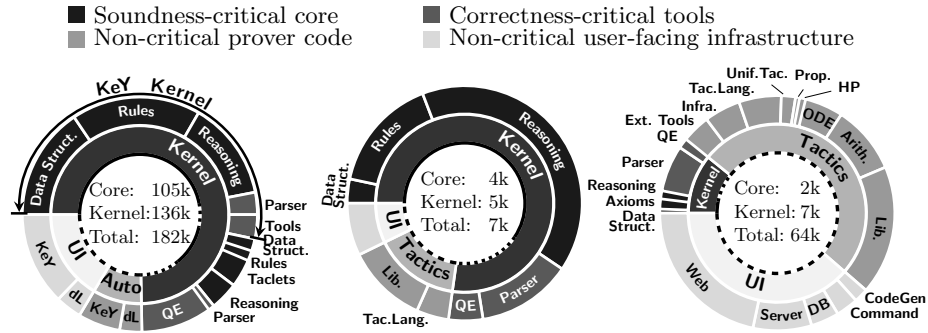 Soundness-critical core
Correctness-critical tools
Non-critical prover code
Non-critical user-facing infrastructure
KeY Kernel
Rules
Data Struct.
Reasoning
Kernel
Parser
Tools
Data
Struct.
Rules
Taclets
Reasoning
Parser
QE
dL
KeY
dL
KeY
UI
Auto
Core: 105k
Kernel:136k
Total: 182k
Rules
Reasoning
Data
Struct.
Kernel
UI
Tactics
Lib.
Tac.Lang.
QE
Parser
Core: 4k
Kernel: 5k
Total: 7k
Unif.Tac.
Prop.
HP
Tac.Lang.
Infra.
Ext. Tools
QE
Parser
Reasoning
Axioms
Data
Struct.
Kernel
Tactics
ODE
Arith.
Lib.
UI
Web
Server
DB
CodeGen
Command
Core: 2k
Kernel: 7k
Total: 64k